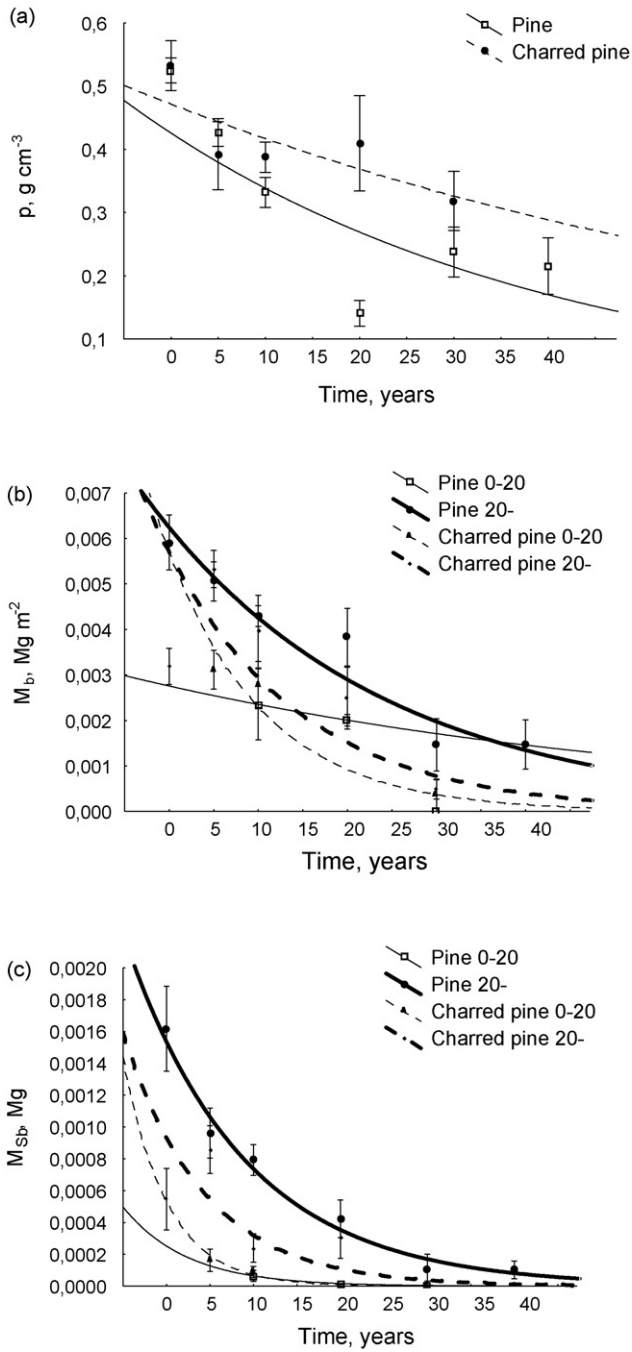 (a)
0,6
0,5
0,4
0,3
0,2
0,1
p, g cm⁻³
Pine
Charred pine
0 5 10 15 20 25 30 35 40
Time, years
(b)
0,007
0,006
0,005
0,004
0,003
0,002
0,001
0,000
M_b, Mg m⁻²
Pine 0-20
Pine 20-
Charred pine 0-20
Charred pine 20-
0 5 10 15 20 25 30 35 40
Time, years
(c)
0,0020
0,0018
0,0016
0,0014
0,0012
0,0010
0,0008
0,0006
0,0004
0,0002
0,0000
M_Sb, Mg
Pine 0-20
Pine 20-
Charred pine 0-20
Charred pine 20-
0 5 10 15 20 25 30 35 40
Time, years